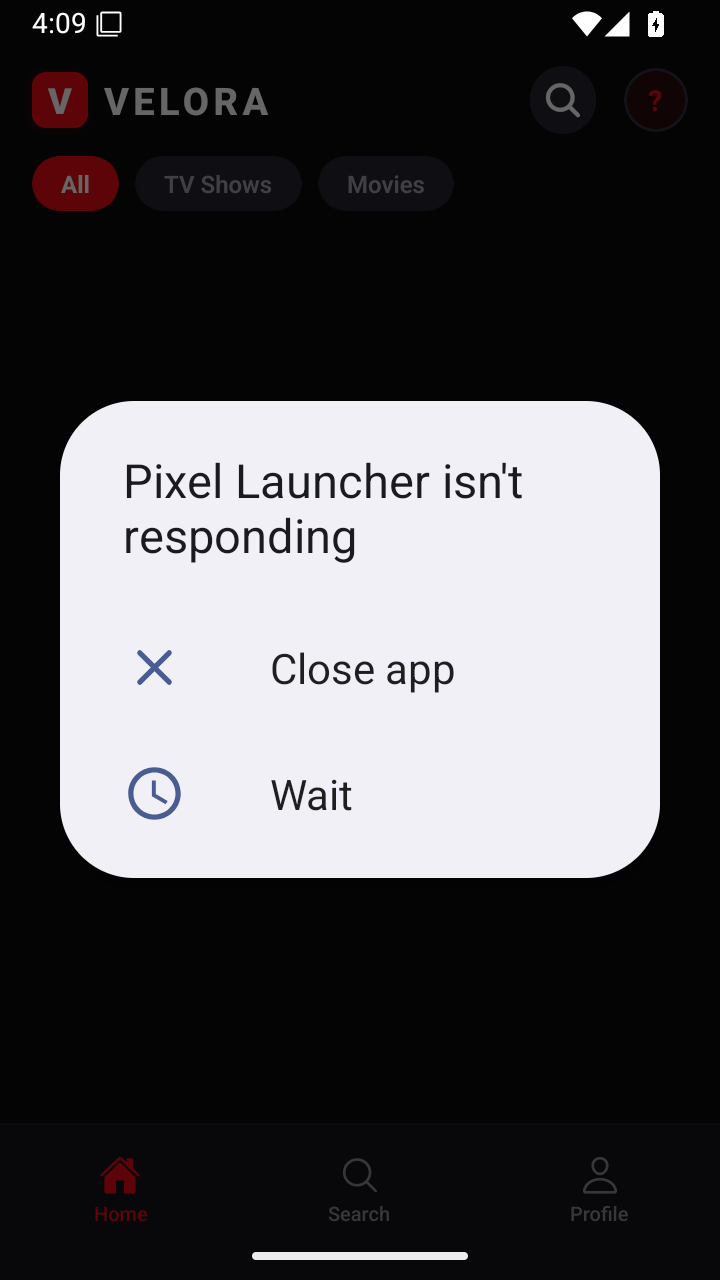 4:09
V VELORA ?
All TV Shows Movies
Pixel Launcher isn't
responding
Close app
Wait
Home Search Profile